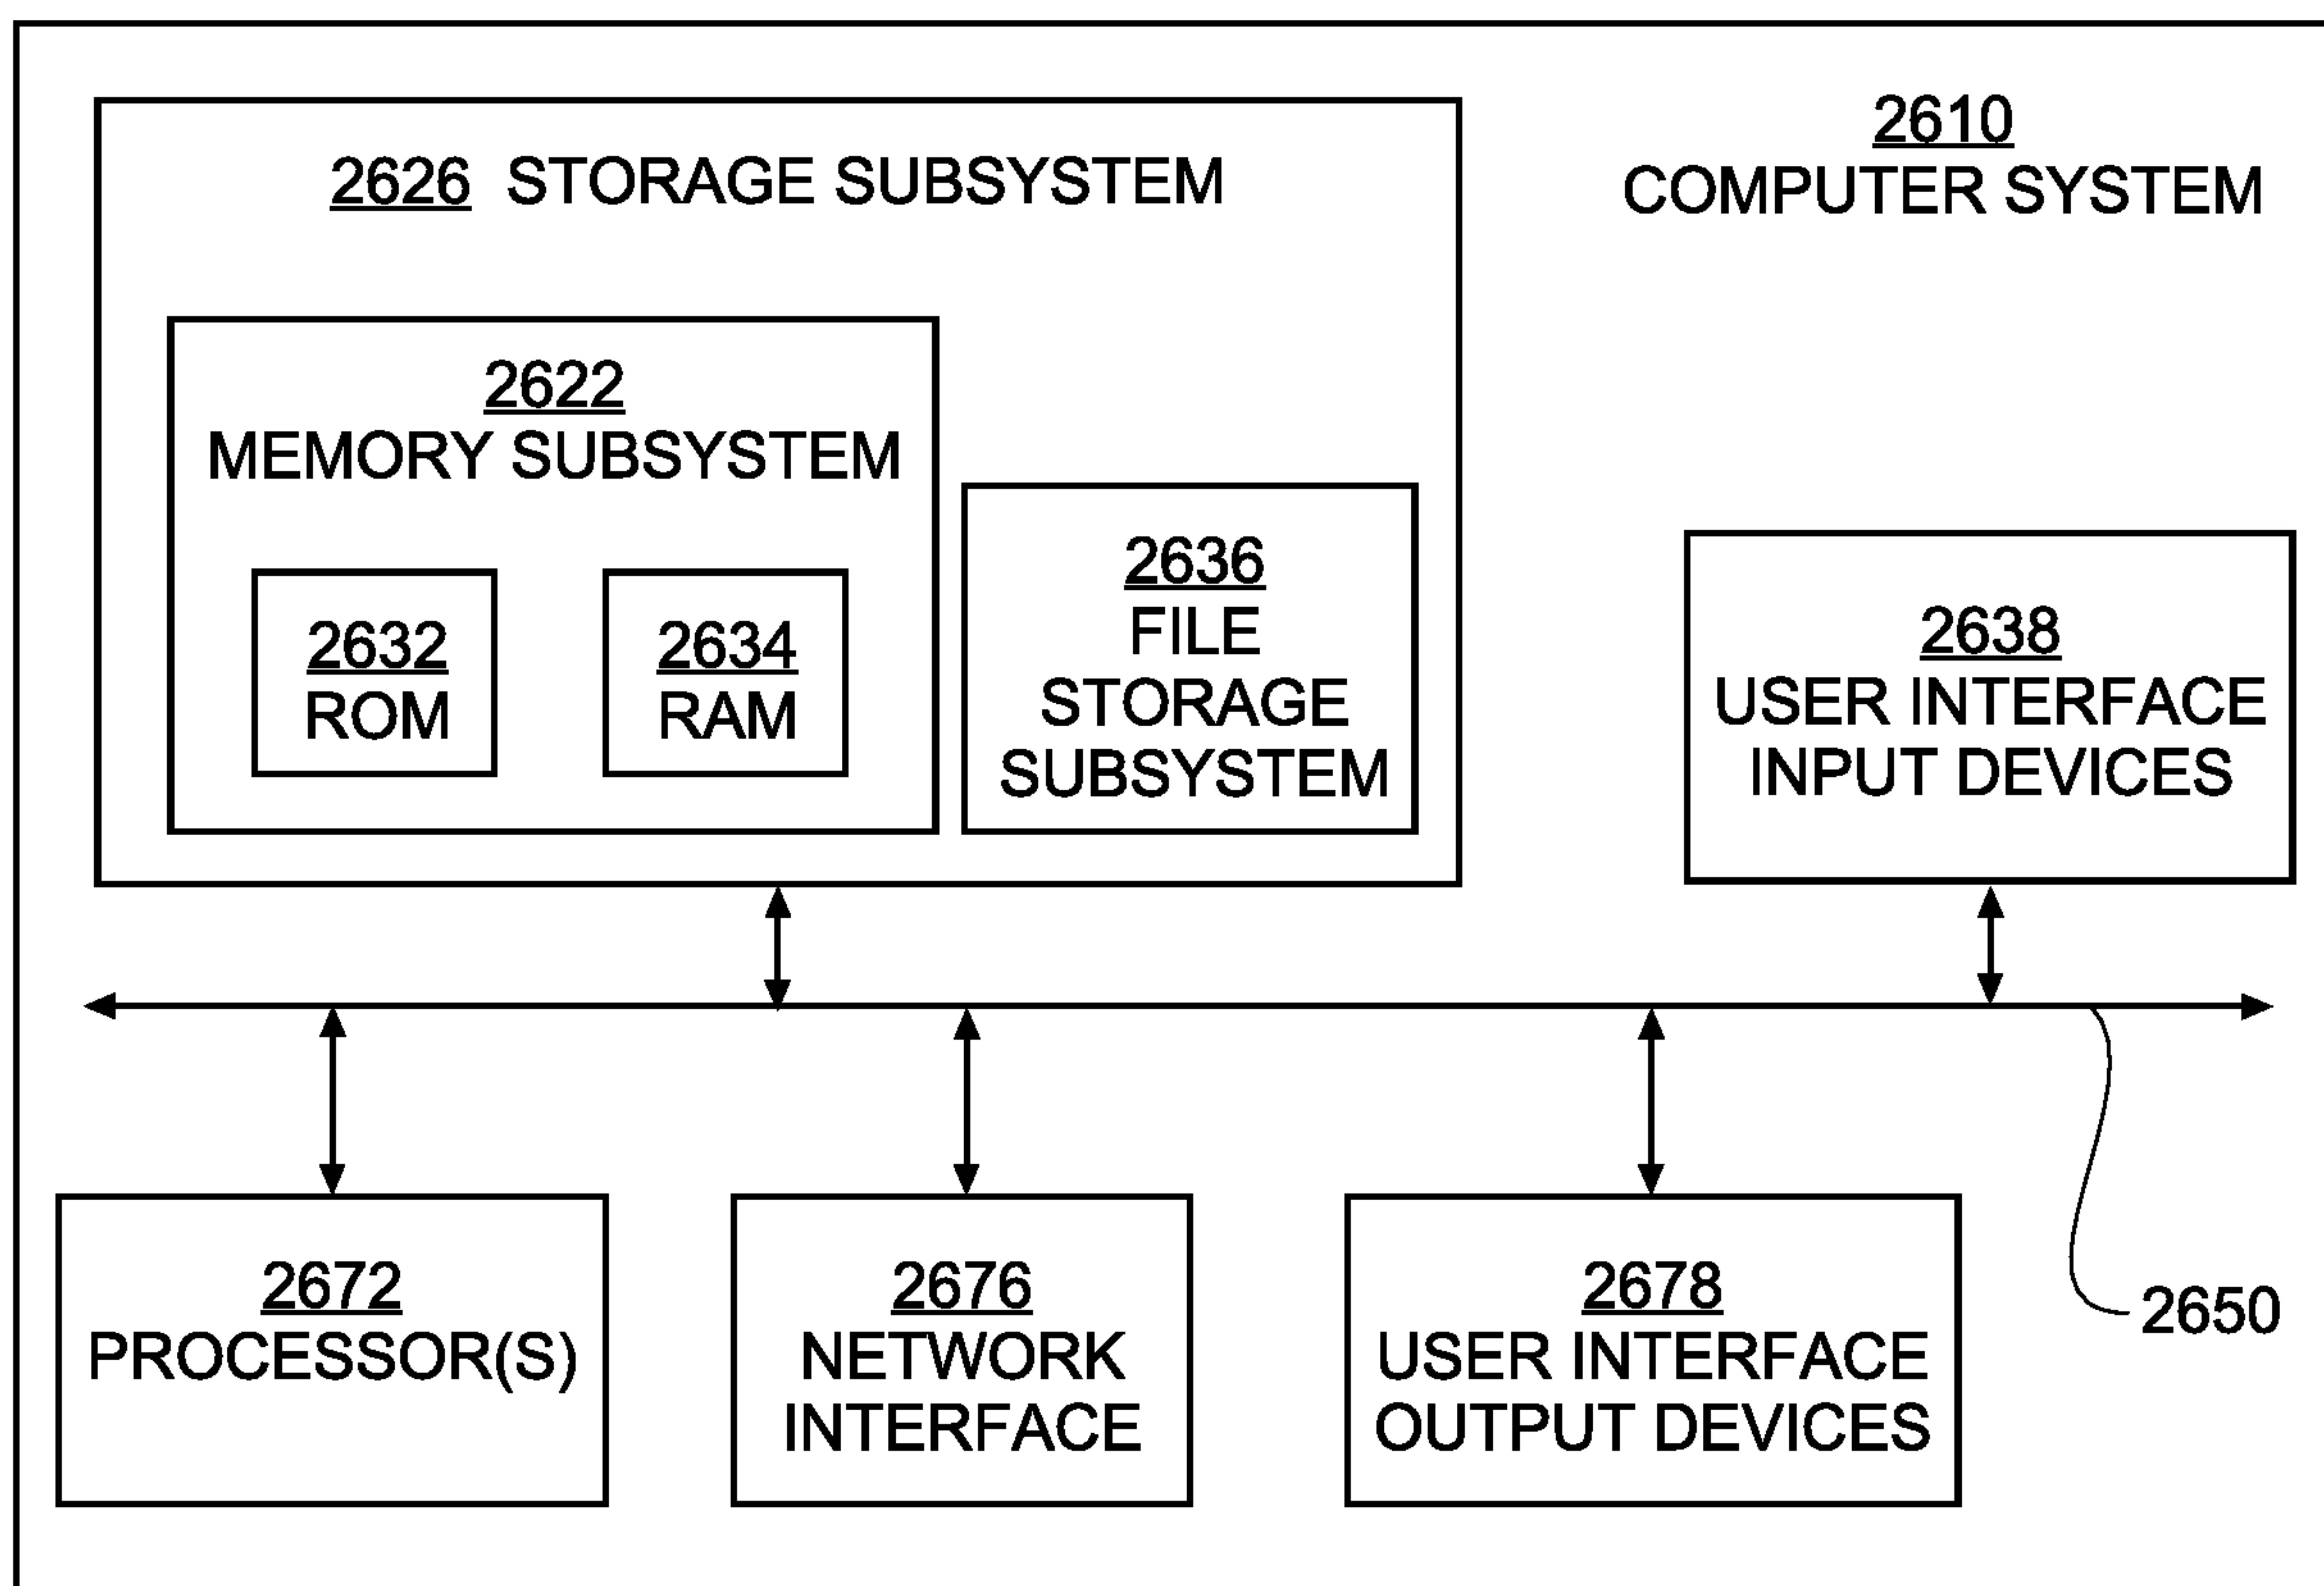 2610
COMPUTER SYSTEM
2626 STORAGE SUBSYSTEM
2622
MEMORY SUBSYSTEM
2632
ROM
2634
RAM
2636
FILE
STORAGE
SUBSYSTEM
2638
USER INTERFACE
INPUT DEVICES
2672
PROCESSOR(S)
2676
NETWORK
INTERFACE
2678
USER INTERFACE
OUTPUT DEVICES
2650